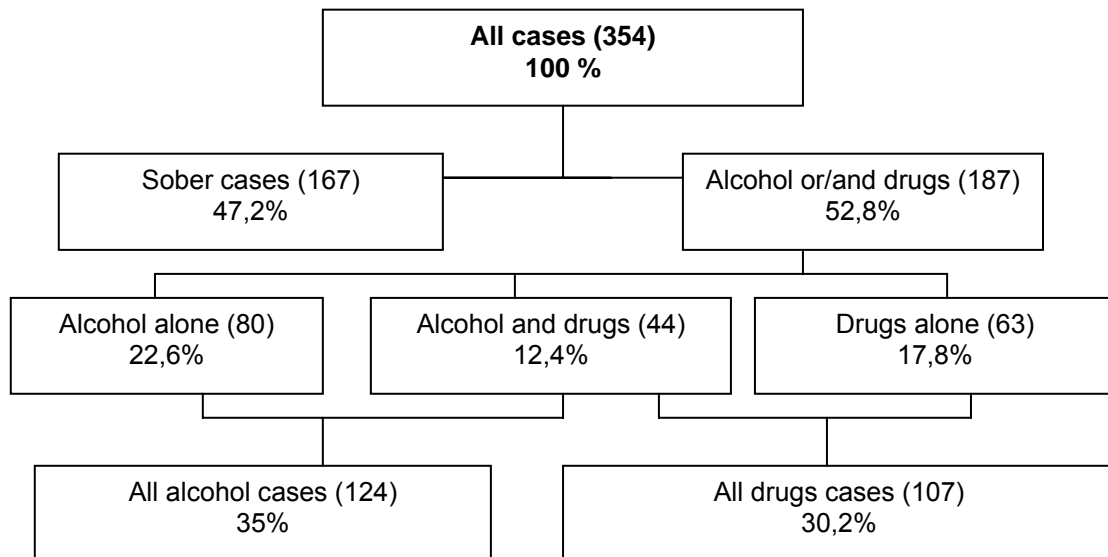 All cases (354)
100 %
Sober cases (167)
47,2%
Alcohol or/and drugs (187)
52,8%
Alcohol alone (80)
22,6%
Alcohol and drugs (44)
12,4%
Drugs alone (63)
17,8%
All alcohol cases (124)
35%
All drugs cases (107)
30,2%